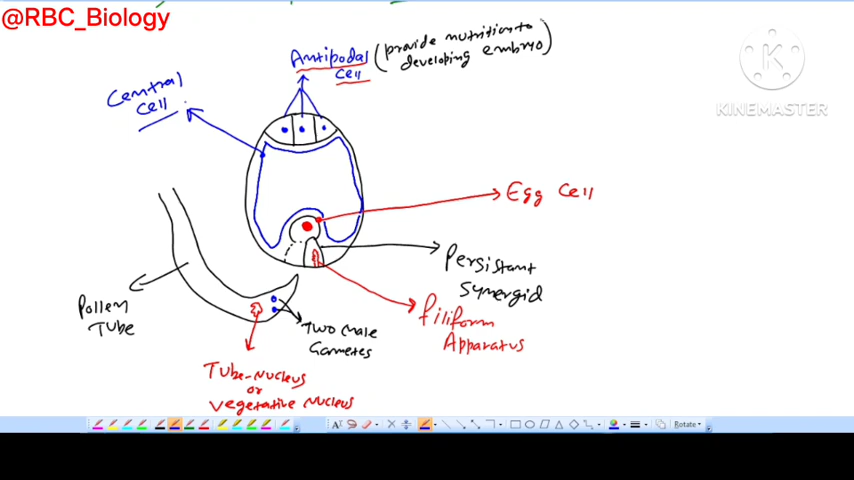 @RBC_Biology
Antipodal
Cell
(provide nutrition to
developing embryo)
Central
Cell
K
KINEMASTER
Egg Cell
Persistant
Synergid
filiform
Apparatus
Pollen
TUBE
Two Male
Gametes
Tube-Nucleus
or
Vegetative Nucleus
Rotate